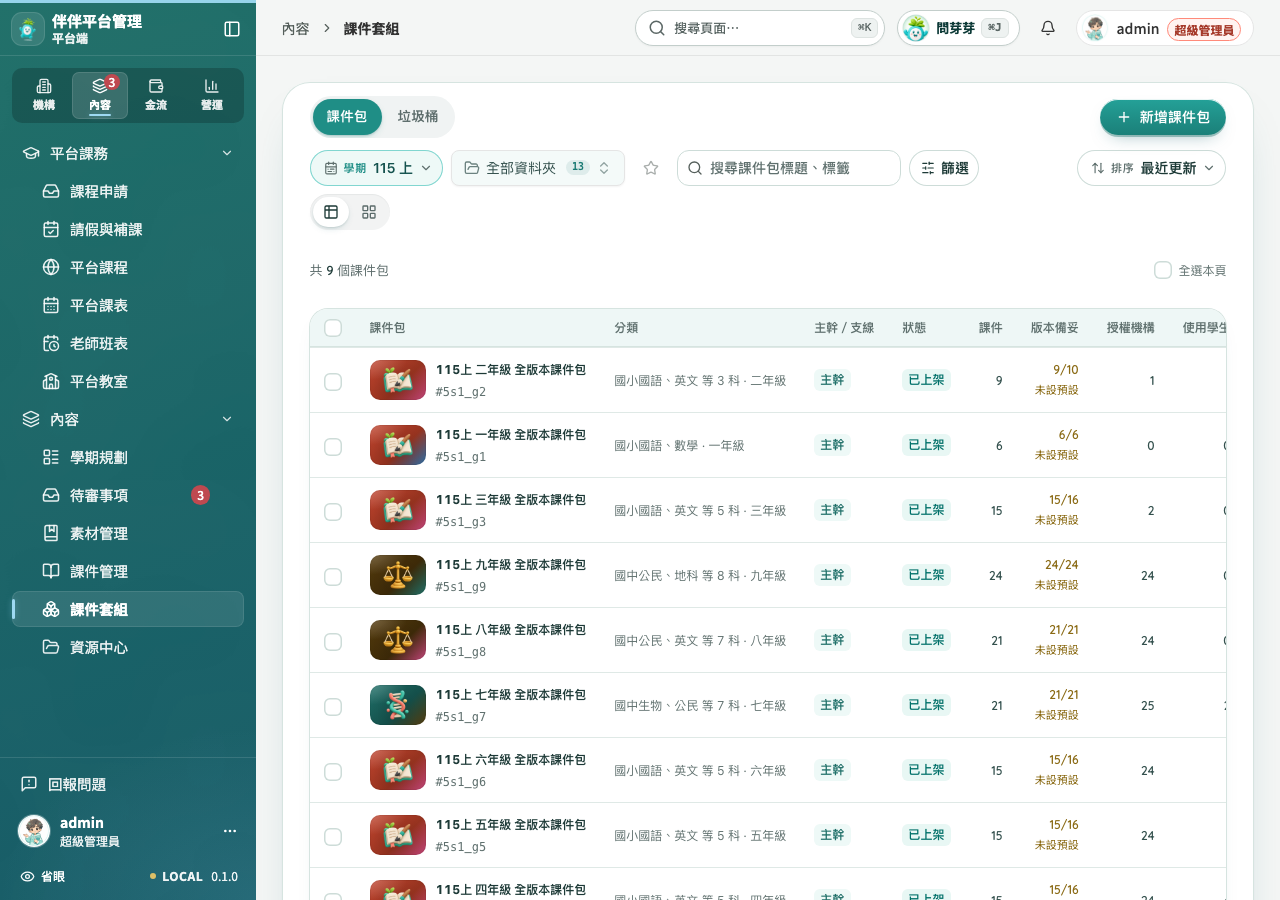 伴伴平台管理
平台端
機構
內容
3
金流
營運
平台課務
課程申請
請假與補課
平台課程
平台課表
老師班表
平台教室
內容
學期規劃
待審事項
3
素材管理
課件管理
課件套組
資源中心
回報問題
admin
超級管理員
省眼
LOCAL 0.1.0
內容 > 課件套組
搜尋頁面… ⌘K
問芽芽 ⌘J
admin 超級管理員
課件包 垃圾桶
+ 新增課件包
學期 115 上
全部資料夾 13
搜尋課件包標題、標籤
篩選
排序 最近更新
共 9 個課件包
全選本頁
課件包 分類 主幹 / 支線 狀態 課件 版本備妥 授權機構 使用學生
115上 二年級 全版本課件包
#5s1_g2
國小國語、英文 等 3 科 · 二年級 主幹 已上架 9
9/10
未設預設
1
115上 一年級 全版本課件包
#5s1_g1
國小國語、數學 · 一年級 主幹 已上架 6
6/6
未設預設
0
115上 三年級 全版本課件包
#5s1_g3
國小國語、英文 等 5 科 · 三年級 主幹 已上架 15
15/16
未設預設
2
115上 九年級 全版本課件包
#5s1_g9
國中公民、地科 等 8 科 · 九年級 主幹 已上架 24
24/24
未設預設
24
115上 八年級 全版本課件包
#5s1_g8
國中公民、英文 等 7 科 · 八年級 主幹 已上架 21
21/21
未設預設
24
115上 七年級 全版本課件包
#5s1_g7
國中生物、公民 等 7 科 · 七年級 主幹 已上架 21
21/21
未設預設
25
115上 六年級 全版本課件包
#5s1_g6
國小國語、英文 等 5 科 · 六年級 主幹 已上架 15
15/16
未設預設
24
115上 五年級 全版本課件包
#5s1_g5
國小國語、英文 等 5 科 · 五年級 主幹 已上架 15
15/16
未設預設
24
115上 四年級 全版本課件包
國小國語、英文 等 5 科 · 四年級 主幹 已上架 15
15/16
24